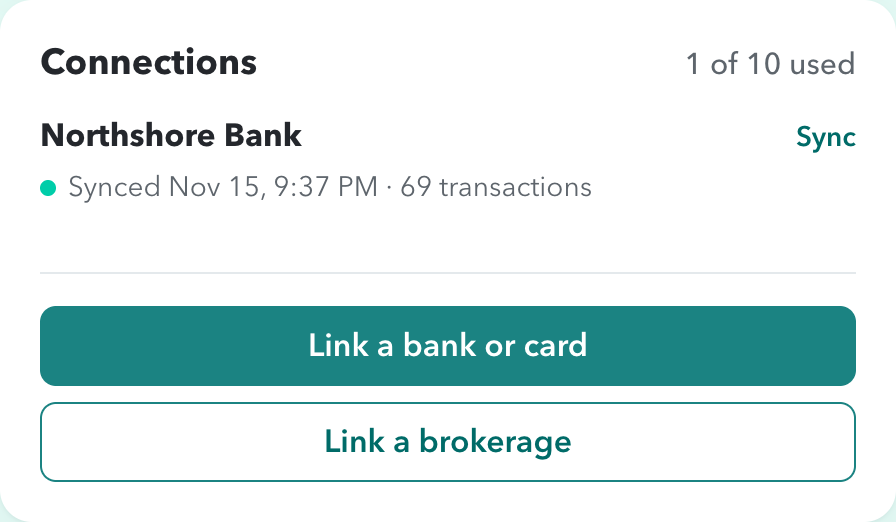 Connections
1 of 10 used
Northshore Bank
Sync
Synced Nov 15, 9:37 PM · 69 transactions
Link a bank or card
Link a brokerage